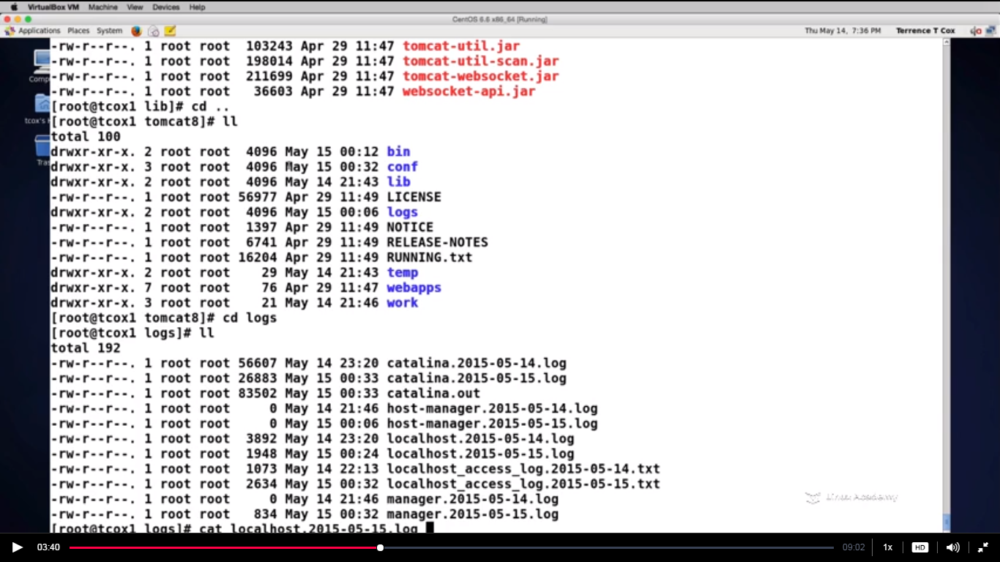 VirtualBox VM Machine View Devices Help
CentOS 6.6 x86_64 [Running]
Applications Places System Thu May 14, 7:36 PM Terrence T Cox
-rw-r--r--. 1 root root 103243 Apr 29 11:47 tomcat-util.jar
-rw-r--r--. 1 root root 198014 Apr 29 11:47 tomcat-util-scan.jar
-rw-r--r--. 1 root root 211699 Apr 29 11:47 tomcat-websocket.jar
-rw-r--r--. 1 root root 36603 Apr 29 11:47 websocket-api.jar
[root@tcox1 lib]# cd ..
[root@tcox1 tomcat8]# ll
total 100
drwxr-xr-x. 2 root root 4096 May 15 00:12 bin
drwxr-xr-x. 3 root root 4096 May 15 00:32 conf
drwxr-xr-x. 2 root root 4096 May 14 21:43 lib
-rw-r--r--. 1 root root 56977 Apr 29 11:49 LICENSE
drwxr-xr-x. 2 root root 4096 May 15 00:06 logs
-rw-r--r--. 1 root root 1397 Apr 29 11:49 NOTICE
-rw-r--r--. 1 root root 6741 Apr 29 11:49 RELEASE-NOTES
-rw-r--r--. 1 root root 16204 Apr 29 11:49 RUNNING.txt
drwxr-xr-x. 2 root root 29 May 14 21:43 temp
drwxr-xr-x. 7 root root 76 Apr 29 11:47 webapps
drwxr-xr-x. 3 root root 21 May 14 21:46 work
[root@tcox1 tomcat8]# cd logs
[root@tcox1 logs]# ll
total 192
-rw-r--r--. 1 root root 56607 May 14 23:20 catalina.2015-05-14.log
-rw-r--r--. 1 root root 26883 May 15 00:33 catalina.2015-05-15.log
-rw-r--r--. 1 root root 83502 May 15 00:33 catalina.out
-rw-r--r--. 1 root root 0 May 14 21:46 host-manager.2015-05-14.log
-rw-r--r--. 1 root root 0 May 15 00:06 host-manager.2015-05-15.log
-rw-r--r--. 1 root root 3892 May 14 23:20 localhost.2015-05-14.log
-rw-r--r--. 1 root root 1948 May 15 00:24 localhost.2015-05-15.log
-rw-r--r--. 1 root root 1073 May 14 22:13 localhost_access_log.2015-05-14.txt
-rw-r--r--. 1 root root 2634 May 15 00:32 localhost_access_log.2015-05-15.txt
-rw-r--r--. 1 root root 0 May 14 21:46 manager.2015-05-14.log
-rw-r--r--. 1 root root 834 May 15 00:32 manager.2015-05-15.log
[root@tcox1 logs]# cat localhost.2015-05-15.log
Comp
tcox's H
Tras
Linux Academy
03:40 09:02 1x HD